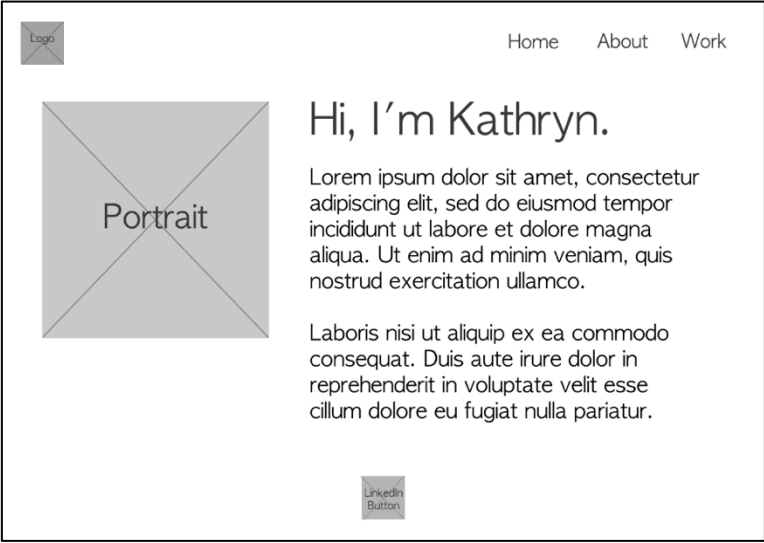 Logo
Home About Work
Hi, I'm Kathryn.
Portrait
Lorem ipsum dolor sit amet, consectetur
adipiscing elit, sed do eiusmod tempor
incididunt ut labore et dolore magna
aliqua. Ut enim ad minim veniam, quis
nostrud exercitation ullamco.
Laboris nisi ut aliquip ex ea commodo
consequat. Duis aute irure dolor in
reprehenderit in voluptate velit esse
cillum dolore eu fugiat nulla pariatur.
LinkedIn
Button